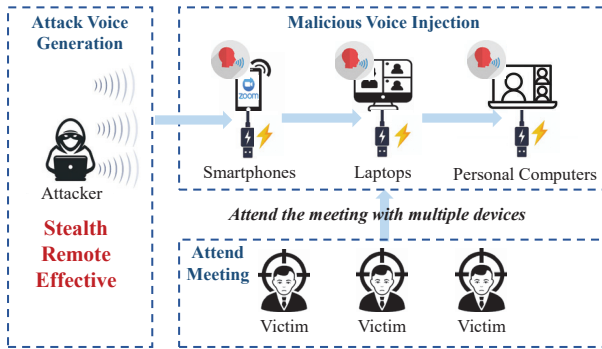 Attack Voice
Generation
Attacker
Stealth
Remote
Effective
Malicious Voice Injection
zoom
Smartphones
Laptops
Personal Computers
Attend the meeting with multiple devices
Attend
Meeting
Victim
Victim
Victim